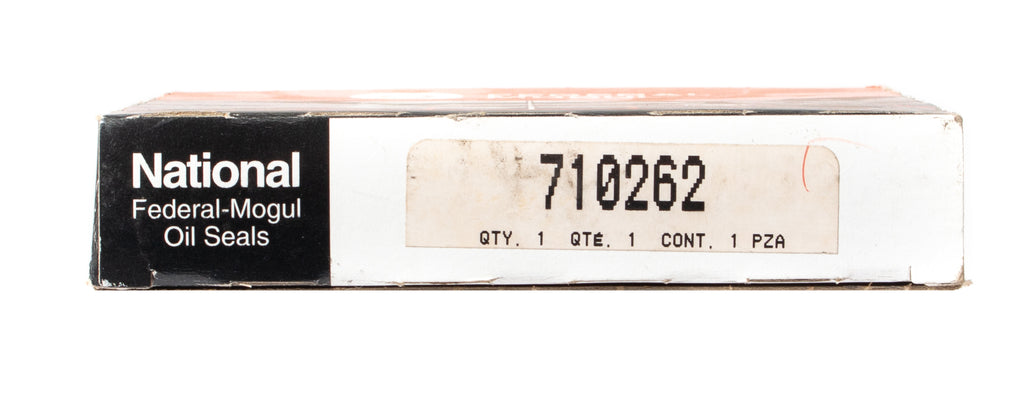 National
Federal-Mogul
Oil Seals
710262
QTY. 1 QTÉ. 1 CONT. 1 PZA